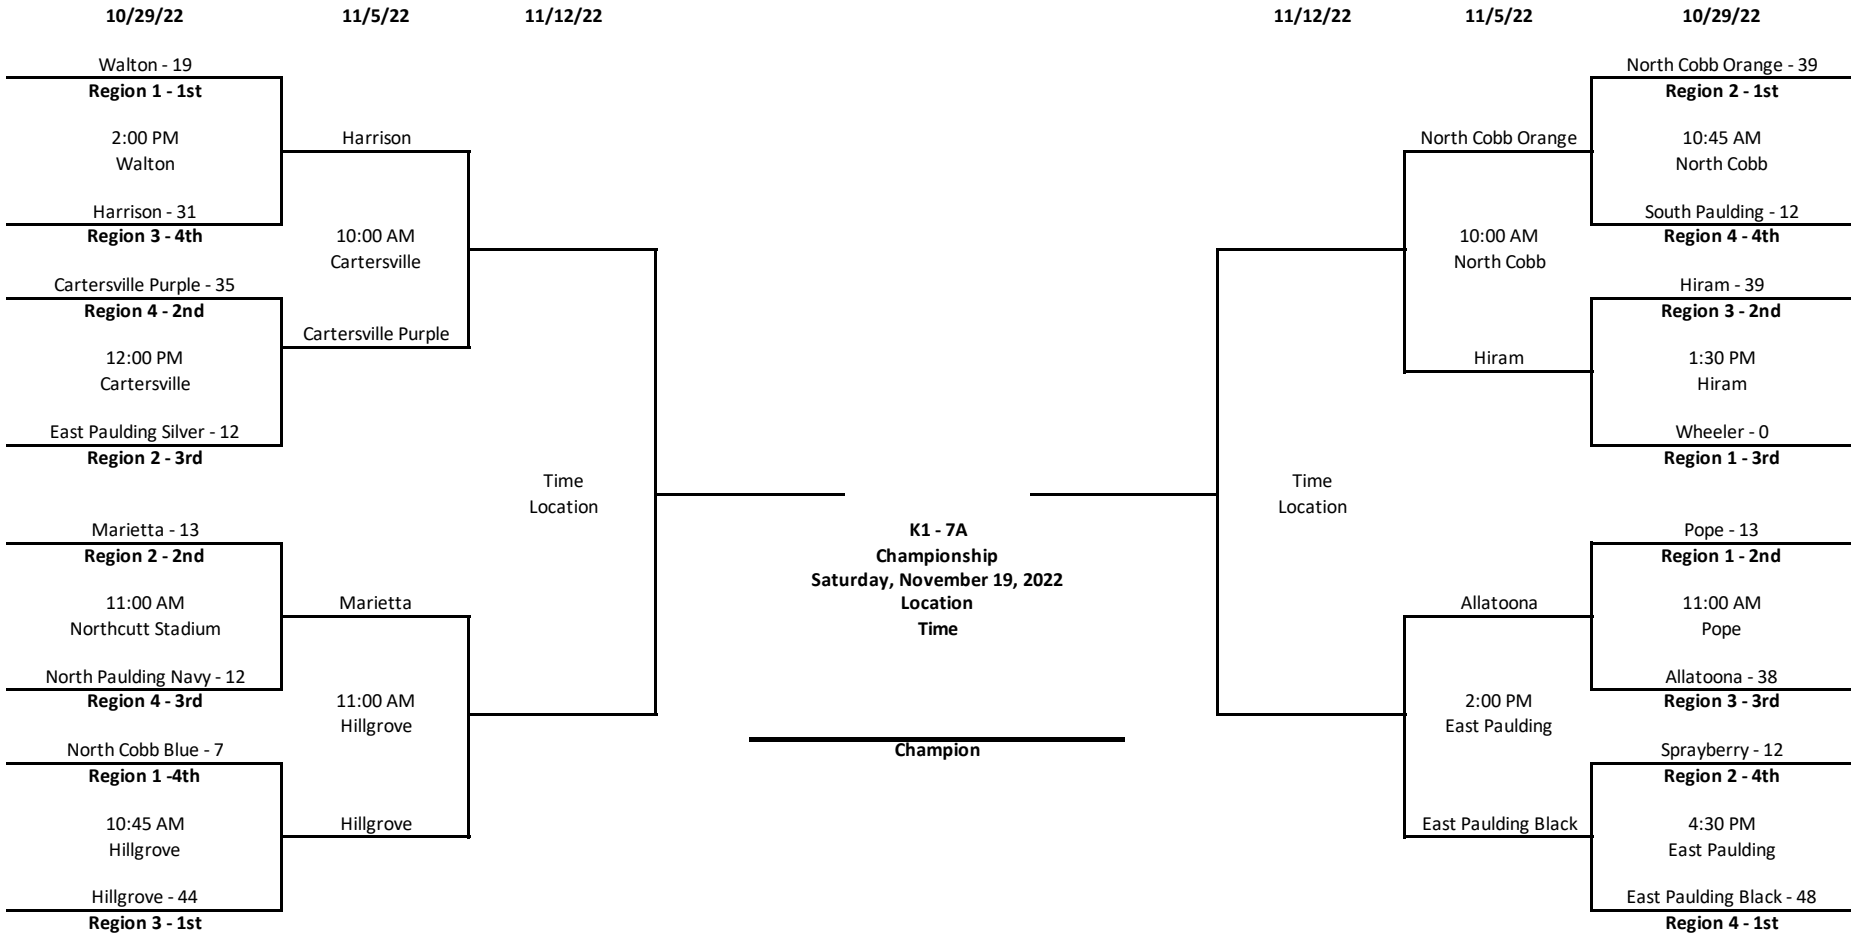 10/29/22 11/5/22 11/12/22 11/12/22 11/5/22 10/29/22
Walton - 19
Region 1 - 1st
2:00 PM
Walton
Harrison - 31
Region 3 - 4th
Cartersville Purple - 35
Region 4 - 2nd
12:00 PM
Cartersville
East Paulding Silver - 12
Region 2 - 3rd
Marietta - 13
Region 2 - 2nd
11:00 AM
Northcutt Stadium
North Paulding Navy - 12
Region 4 - 3rd
North Cobb Blue - 7
Region 1 -4th
10:45 AM
Hillgrove
Hillgrove - 44
Region 3 - 1st
Harrison
10:00 AM
Cartersville
Cartersville Purple
Marietta
11:00 AM
Hillgrove
Hillgrove
Time
Location
K1 - 7A
Championship
Saturday, November 19, 2022
Location
Time
Champion
Time
Location
North Cobb Orange
10:00 AM
North Cobb
Hiram
Allatoona
2:00 PM
East Paulding
East Paulding Black
North Cobb Orange - 39
Region 2 - 1st
10:45 AM
North Cobb
South Paulding - 12
Region 4 - 4th
Hiram - 39
Region 3 - 2nd
1:30 PM
Hiram
Wheeler - 0
Region 1 - 3rd
Pope - 13
Region 1 - 2nd
11:00 AM
Pope
Allatoona - 38
Region 3 - 3rd
Sprayberry - 12
Region 2 - 4th
4:30 PM
East Paulding
East Paulding Black - 48
Region 4 - 1st